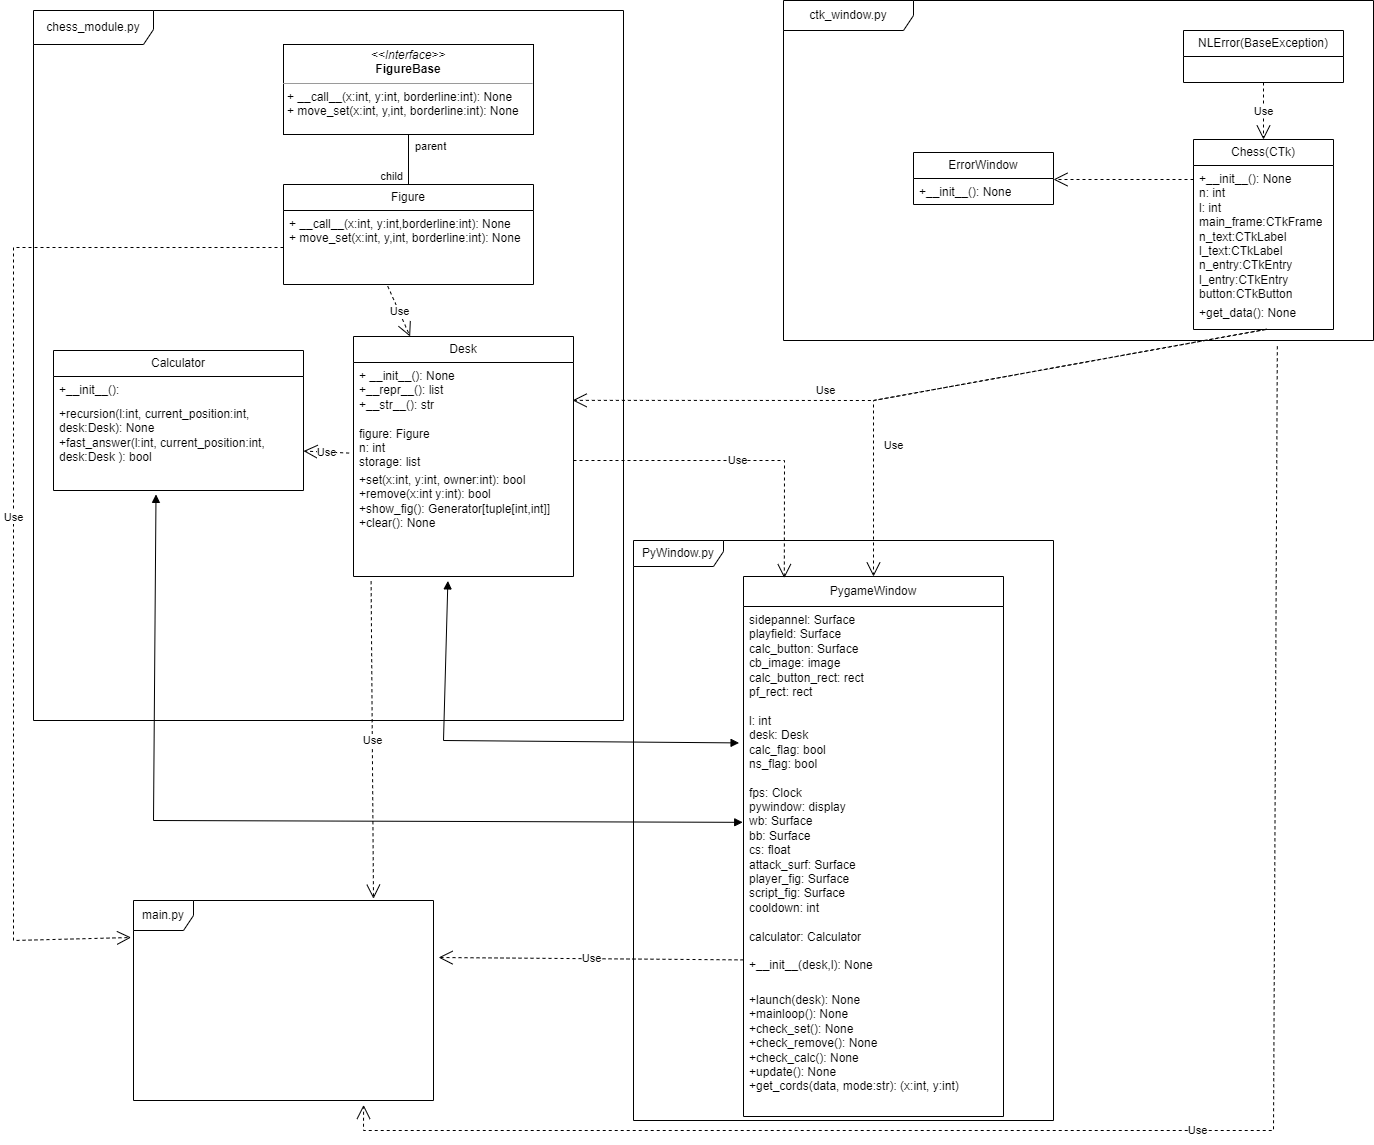 chess_module.py
<<interface>>
FigureBase
+ __call__(x:int, y:int, borderline:int): None
+ move_set(x:int, y,int, borderline:int): None
parent
child
Figure
+ __call__(x:int, y:int,borderline:int): None
+ move_set(x:int, y,int, borderline:int): None
Use
Calculator
+__init__():
+recursion(l:int, current_position:int,
desk:Desk): None
+fast_answer(l:int, current_position:int,
desk:Desk ): bool
Use
Desk
+ __init__(): None
+__repr__(): list
+__str__(): str
figure: Figure
n: int
storage: list
+set(x:int, y:int, owner:int): bool
+remove(x:int y:int): bool
+show_fig(): Generator[tuple[int,int]]
+clear(): None
ctk_window.py
NLError(BaseException)
Use
ErrorWindow
+__init__(): None
Chess(CTk)
+__init__(): None
n: int
l: int
main_frame:CTkFrame
n_text:CTkLabel
l_text:CTkLabel
n_entry:CTkEntry
l_entry:CTkEntry
button:CTkButton
+get_data(): None
Use
Use
Use
Use
Use
PyWindow.py
PygameWindow
sidepannel: Surface
playfield: Surface
calc_button: Surface
cb_image: image
calc_button_rect: rect
pf_rect: rect
l: int
desk: Desk
calc_flag: bool
ns_flag: bool
fps: Clock
pywindow: display
wb: Surface
bb: Surface
cs: float
attack_surf: Surface
player_fig: Surface
script_fig: Surface
cooldown: int
calculator: Calculator
+__init__(desk,l): None
+launch(desk): None
+mainloop(): None
+check_set(): None
+check_remove(): None
+check_calc(): None
+update(): None
+get_cords(data, mode:str): (x:int, y:int)
main.py
Use
Use